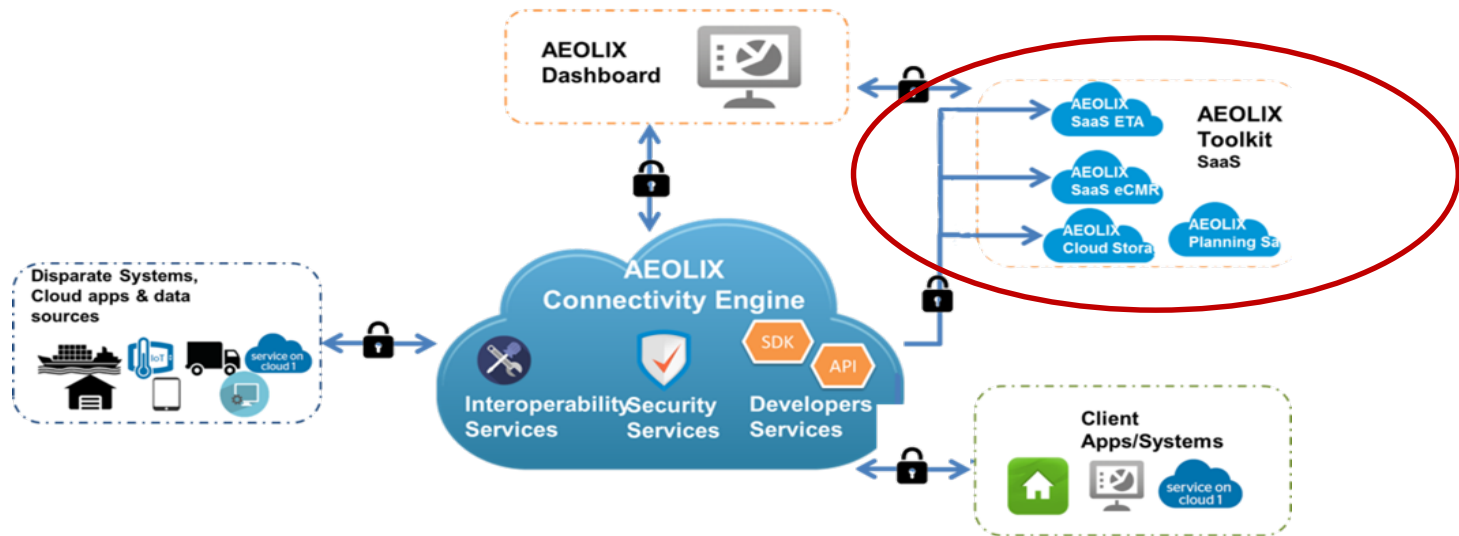 AEOLIX
Dashboard
AEOLIX
SaaS ETA
AEOLIX
Toolkit
SaaS
AEOLIX
SaaS eCMR
AEOLIX
Cloud Stora
AEOLIX
Planning Sa
Disparate Systems,
Cloud apps & data
sources
IoT
service on
cloud 1
AEOLIX
Connectivity Engine
SDK
API
Interoperability
Services
Security
Services
Developers
Services
Client
Apps/Systems
service on
cloud 1